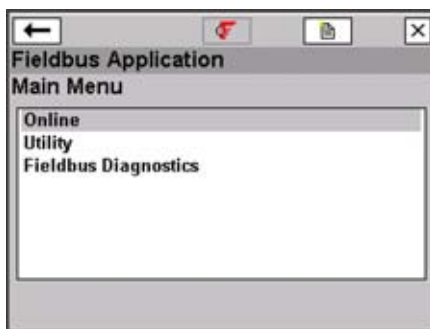 Fieldbus Application
Main Menu
Online
Utility
Fieldbus Diagnostics